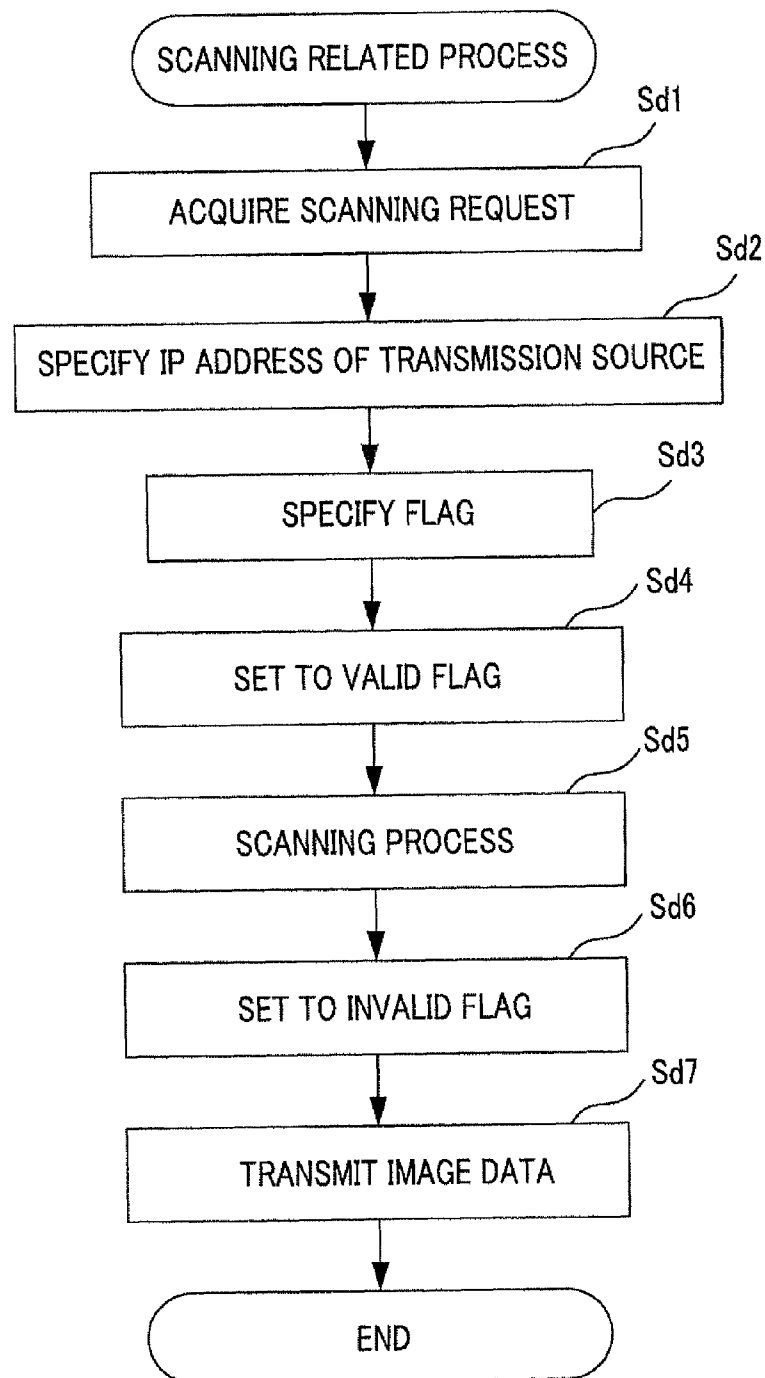 SCANNING RELATED PROCESS
Sd1
ACQUIRE SCANNING REQUEST
Sd2
SPECIFY IP ADDRESS OF TRANSMISSION SOURCE
Sd3
SPECIFY FLAG
Sd4
SET TO VALID FLAG
Sd5
SCANNING PROCESS
Sd6
SET TO INVALID FLAG
Sd7
TRANSMIT IMAGE DATA
END